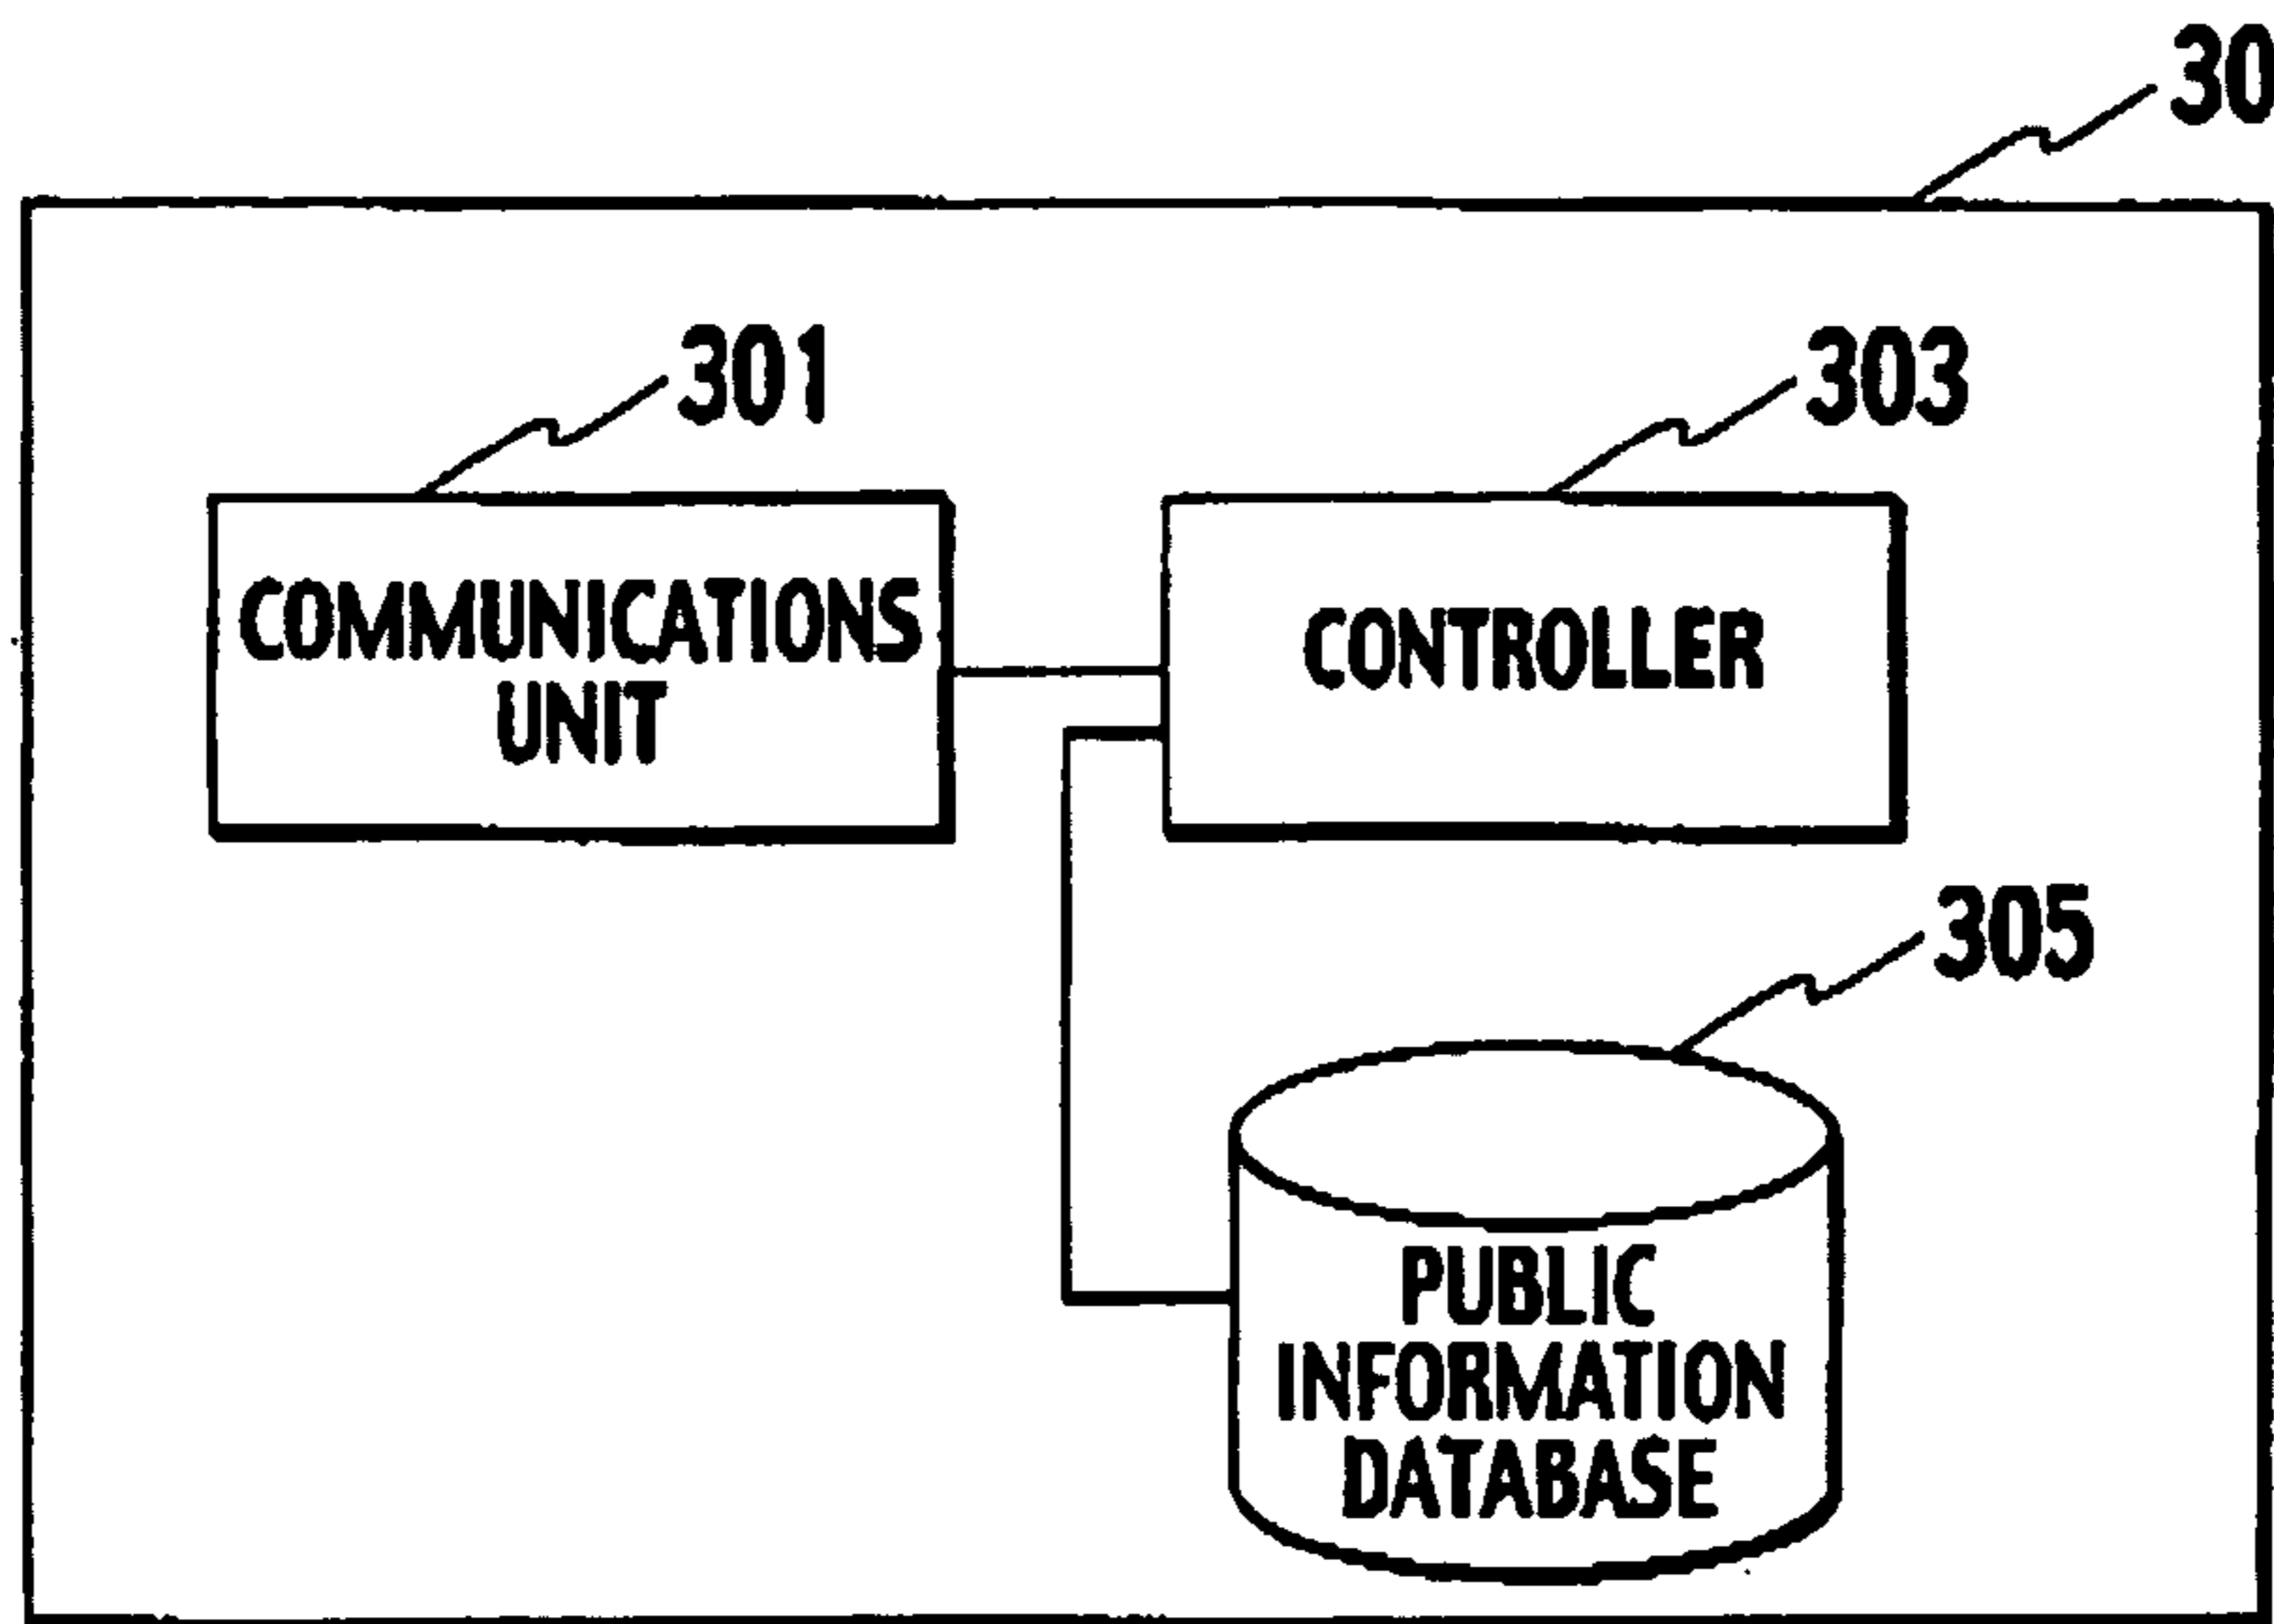 30
301
303
COMMUNICATIONS
UNIT
CONTROLLER
305
PUBLIC
INFORMATION
DATABASE